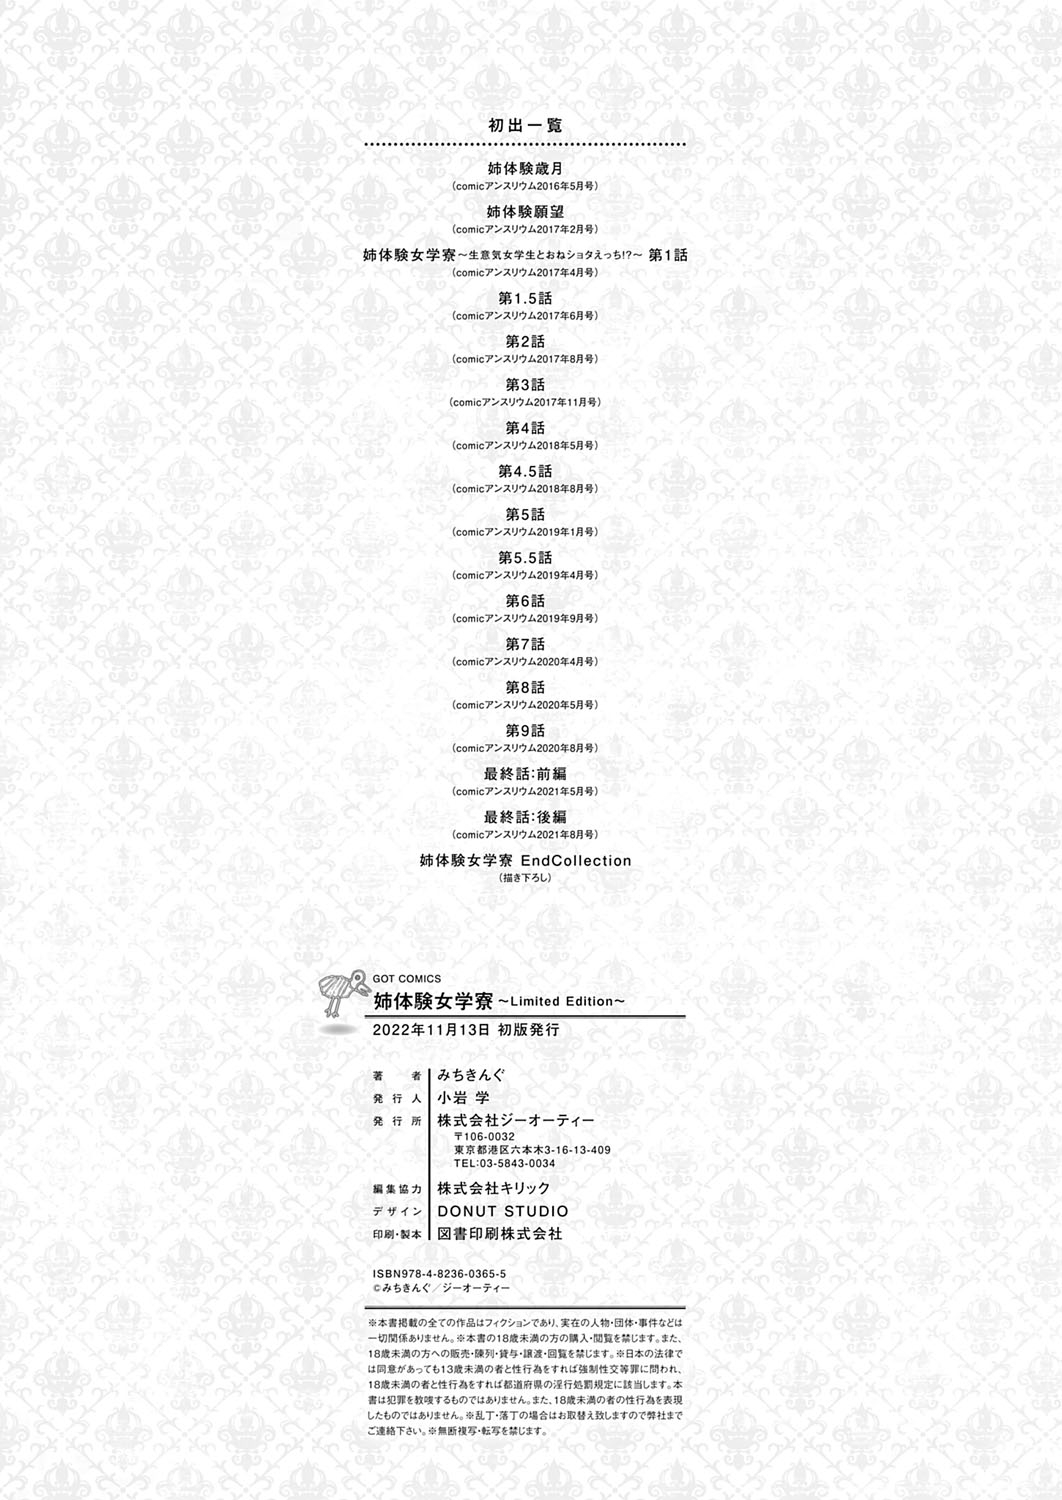 初出一覧
姉体験歳月
(comicアンスリウム2016年5月号)
姉体験願望
(comicアンスリウム2017年2月号)
姉体験女学寮～生意気女学生とおねショタえっち!?～ 第1話
(comicアンスリウム2017年4月号)
第1.5話
(comicアンスリウム2017年6月号)
第2話
(comicアンスリウム2017年8月号)
第3話
(comicアンスリウム2017年11月号)
第4話
(comicアンスリウム2018年5月号)
第4.5話
(comicアンスリウム2018年8月号)
第5話
(comicアンスリウム2019年1月号)
第5.5話
(comicアンスリウム2019年4月号)
第6話
(comicアンスリウム2019年9月号)
第7話
(comicアンスリウム2020年4月号)
第8話
(comicアンスリウム2020年5月号)
第9話
(comicアンスリウム2020年8月号)
最終話:前編
(comicアンスリウム2021年5月号)
最終話:後編
(comicアンスリウム2021年8月号)
姉体験女学寮 EndCollection
(描き下ろし)
GOT COMICS
姉体験女学寮 ～Limited Edition～
2022年11月13日 初版発行
著者 みちきんぐ
発行人 小岩 学
発行所 株式会社ジーオーティー
〒106-0032
東京都港区六本木3-16-13-409
TEL:03-5843-0034
編集協力 株式会社キリック
デザイン DONUT STUDIO
印刷・製本 図書印刷株式会社
ISBN978-4-8236-0365-5
©みちきんぐ／ジーオーティー
※本書掲載の全ての作品はフィクションであり、実在の人物・団体・事件などは
一切関係ありません。※本書の18歳未満の方の購入・閲覧を禁じます。また、
18歳未満の方への販売・陳列・貸与・譲渡・回覧を禁じます。※日本の法律で
は同意があっても13歳未満の者と性行為をすれば強制性交等罪に問われ、
18歳未満の者と性行為をすれば都道府県の淫行処罰規定に該当します。本
書は犯罪を教唆するものではありません。また、18歳未満の者の性行為を表現
したものではありません。※乱丁・落丁の場合はお取替え致しますので弊社まで
ご連絡下さい。※無断複写・転写を禁じます。